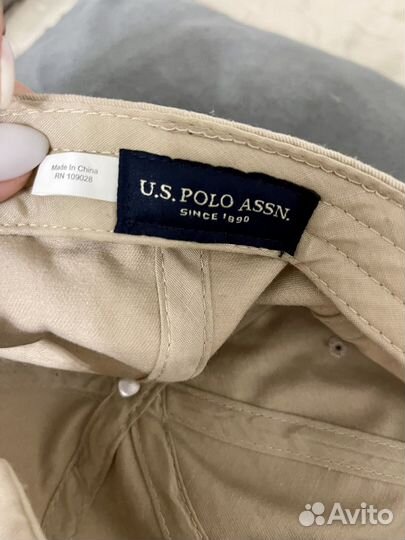 Made In China
RN 109028
U.S. POLO ASSN.
SINCE 1890
Avito